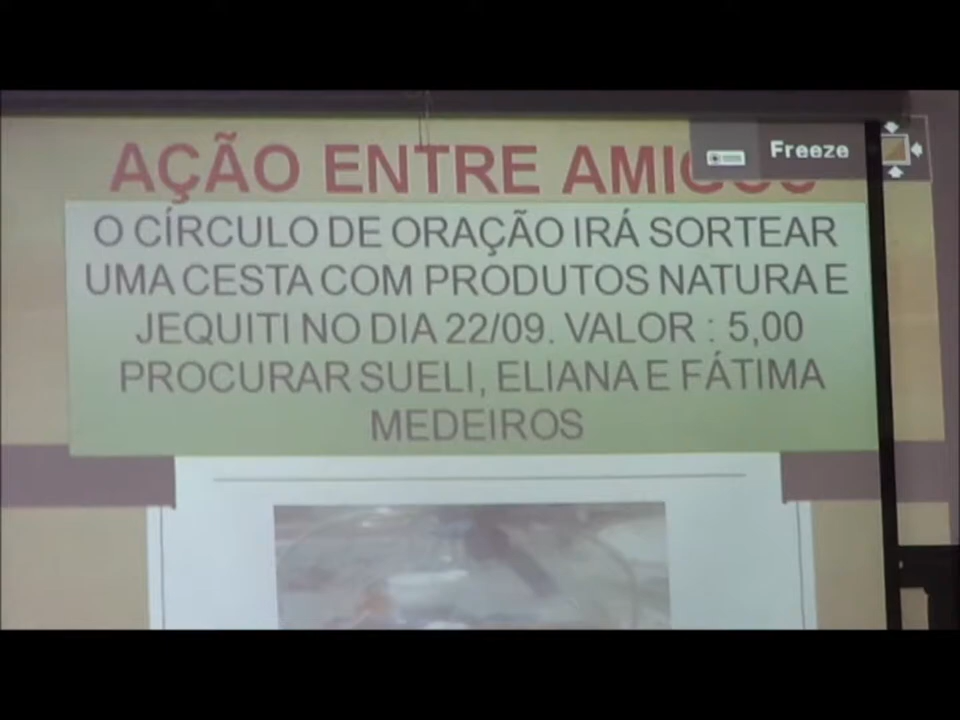 AÇÃO ENTRE AMIGOS
Freeze
O CÍRCULO DE ORAÇÃO IRÁ SORTEAR
UMA CESTA COM PRODUTOS NATURA E
JEQUITI NO DIA 22/09. VALOR : 5,00
PROCURAR SUELI, ELIANA E FÁTIMA
MEDEIROS